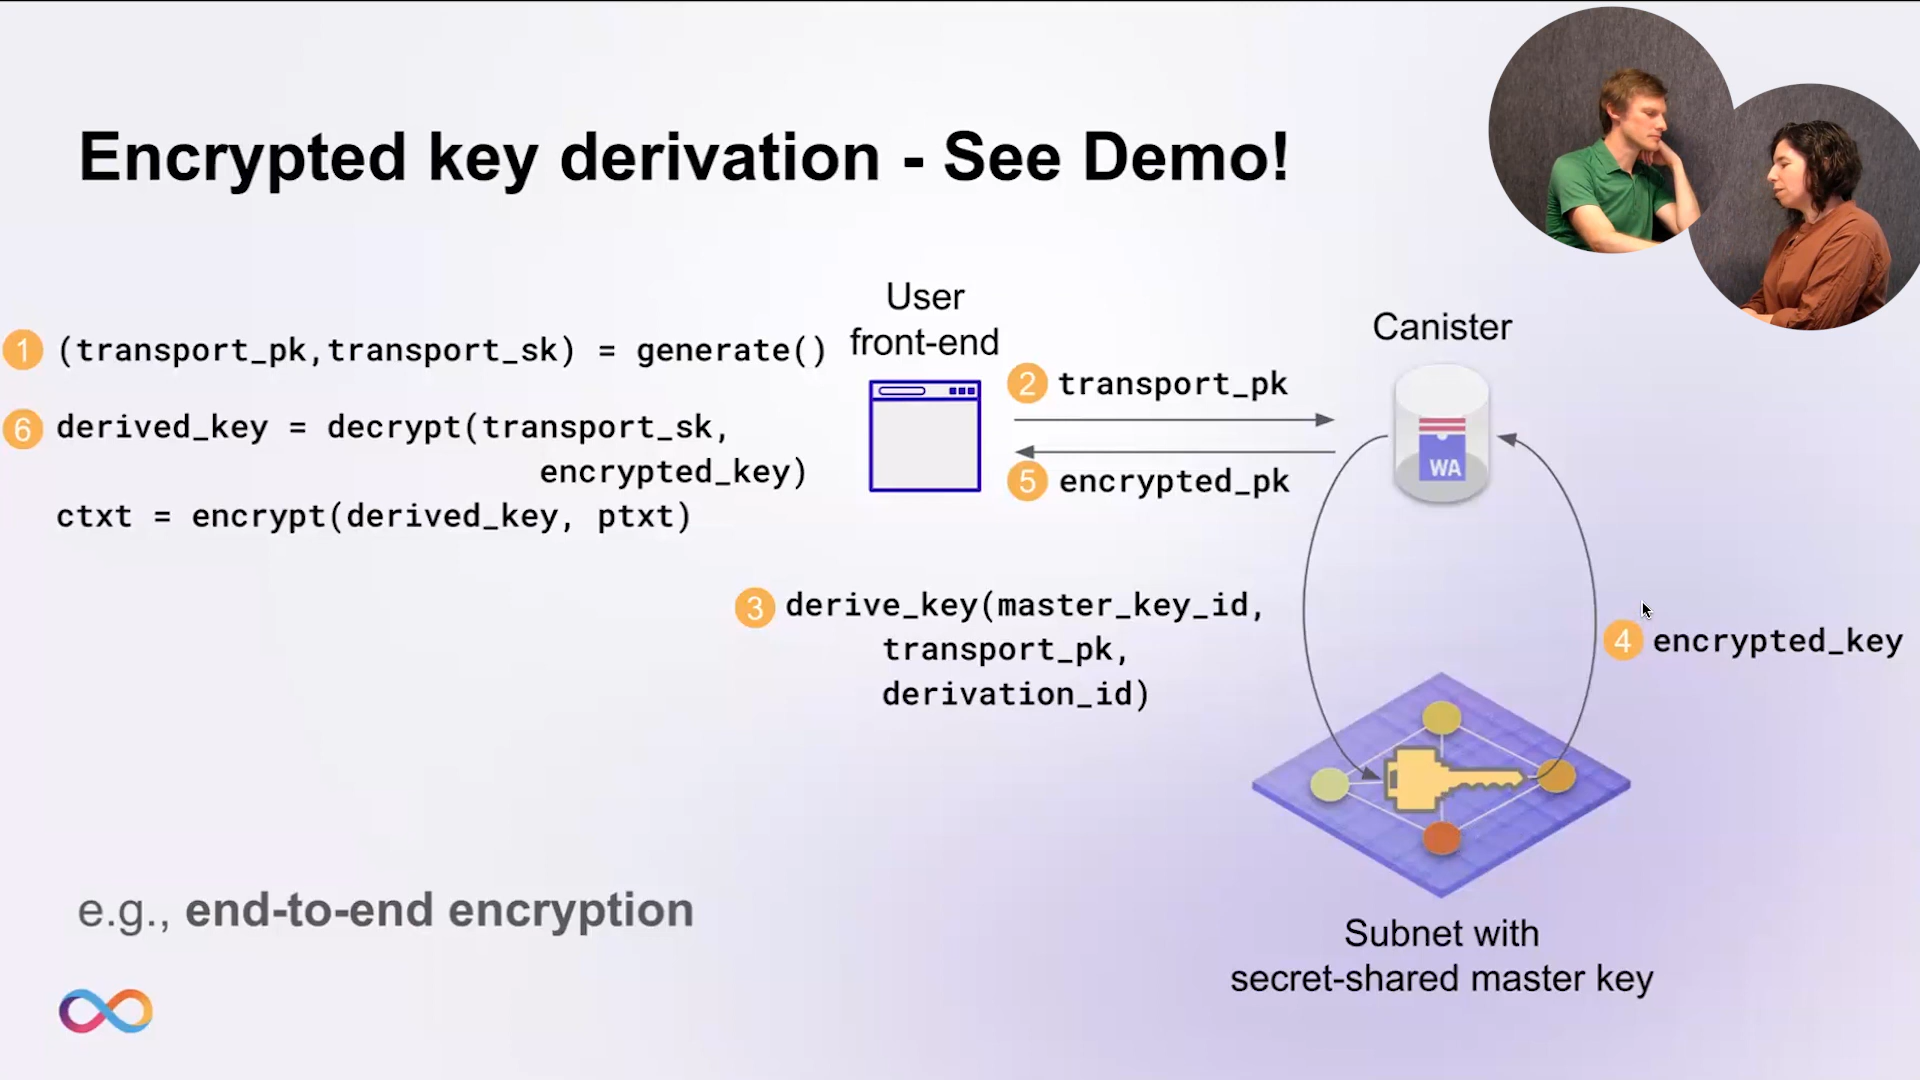 Encrypted key derivation - See Demo!
User
front-end
Canister
1 (transport_pk,transport_sk) = generate()
6 derived_key = decrypt(transport_sk,
encrypted_key)
ctxt = encrypt(derived_key, ptxt)
2 transport_pk
5 encrypted_pk
WA
3 derive_key(master_key_id,
transport_pk,
derivation_id)
4 encrypted_key
e.g., end-to-end encryption
Subnet with
secret-shared master key